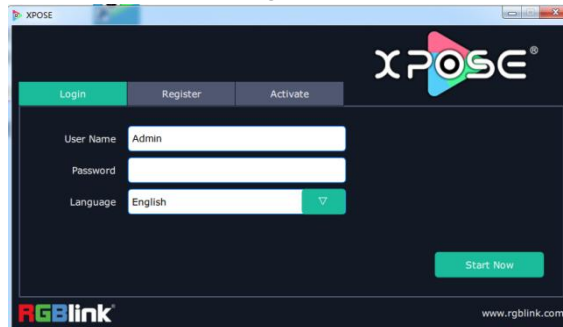 XPOSE
XPOSE®
Login Register Activate
User Name Admin
Password
Language English
Start Now
RGBlink®
www.rgblink.com